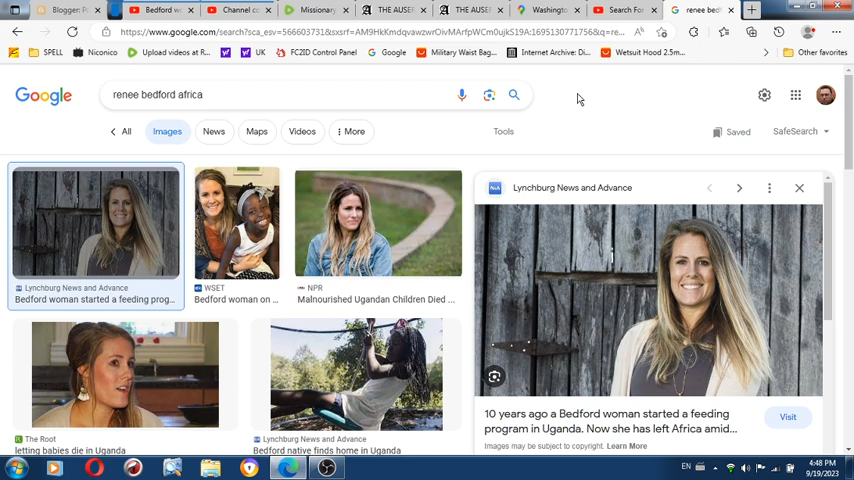 Blogger: Po
Bedford wo
Channel co
Missionary
THE AUSER
THE AUSER
Washingto
Search For
renee bedf
https://www.google.com/search?sca_esv=566603731&sxsrf=AM9HkKmdqvawzwrOivMArfpWCm0ujkS19A:1695130771756&q=re...
SPELL
Niconico
Upload videos at R...
UK
FC2ID Control Panel
Google
Military Waist Bag...
Internet Archive: Di...
Wetsuit Hood 2.5m...
Other favorites
Google
renee bedford africa
All
Images
News
Maps
Videos
More
Tools
Saved
SafeSearch
N&A
Lynchburg News and Advance
Lynchburg News and Advance
Bedford woman started a feeding prog...
WSET
Bedford woman on ...
NPR
Malnourished Ugandan Children Died ...
10 years ago a Bedford woman started a feeding
program in Uganda. Now she has left Africa amid...
Visit
Images may be subject to copyright. Learn More
The Root
letting babies die in Uganda
Lynchburg News and Advance
Bedford native finds home in Uganda
EN
4:48 PM
9/19/2023